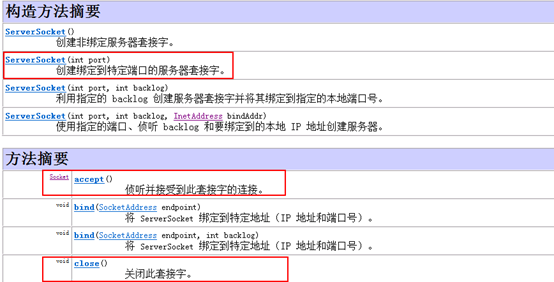 构造方法摘要
ServerSocket()
创建非绑定服务器套接字。
ServerSocket(int port)
创建绑定到特定端口的服务器套接字。
ServerSocket(int port, int backlog)
利用指定的 backlog 创建服务器套接字并将其绑定到指定的本地端口号。
ServerSocket(int port, int backlog, InetAddress bindAddr)
使用指定的端口、侦听 backlog 和要绑定到的本地 IP 地址创建服务器。
方法摘要
Socket accept()
侦听并接受到此套接字的连接。
void bind(SocketAddress endpoint)
将 ServerSocket 绑定到特定地址（IP 地址和端口号）。
void bind(SocketAddress endpoint, int backlog)
将 ServerSocket 绑定到特定地址（IP 地址和端口号）。
void close()
关闭此套接字。